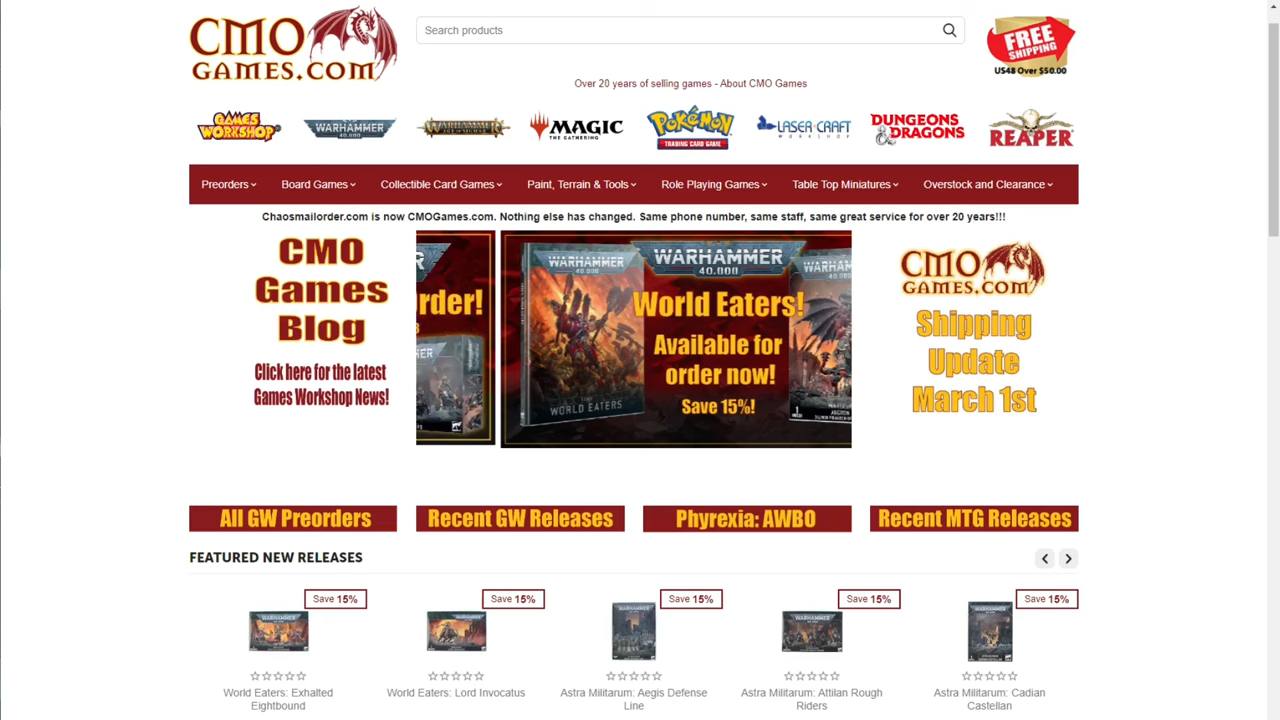 CMO
GAMES.COM
Search products
FREE
SHIPPING
US48 Over $50.00
Over 20 years of selling games - About CMO Games
GAMES
WORKSHOP
WARHAMMER
40,000
WARHAMMER
AGE OF SIGMAR
MAGIC
THE GATHERING
POKÉMON
TRADING CARD GAME
LASER CRAFT
WORKSHOP
DUNGEONS
& DRAGONS
REAPER
Preorders
Board Games
Collectible Card Games
Paint, Terrain & Tools
Role Playing Games
Table Top Miniatures
Overstock and Clearance
Chaosmailorder.com is now CMOGames.com. Nothing else has changed. Same phone number, same staff, same great service for over 20 years!!!
CMO
Games
Blog
Click here for the latest
Games Workshop News!
rder!
WARHAMMER
40,000
WORLD EATERS
WARHAMMER
40,000
World Eaters!
Available for
order now!
Save 15%!
CMO
GAMES.COM
Shipping
Update
March 1st
All GW Preorders
Recent GW Releases
Phyrexia: AWBO
Recent MTG Releases
FEATURED NEW RELEASES
Save 15%
Save 15%
Save 15%
Save 15%
Save 15%
World Eaters: Exhalted
Eightbound
World Eaters: Lord Invocatus
Astra Militarum: Aegis Defense
Line
Astra Militarum: Attilan Rough
Riders
Astra Militarum: Cadian
Castellan